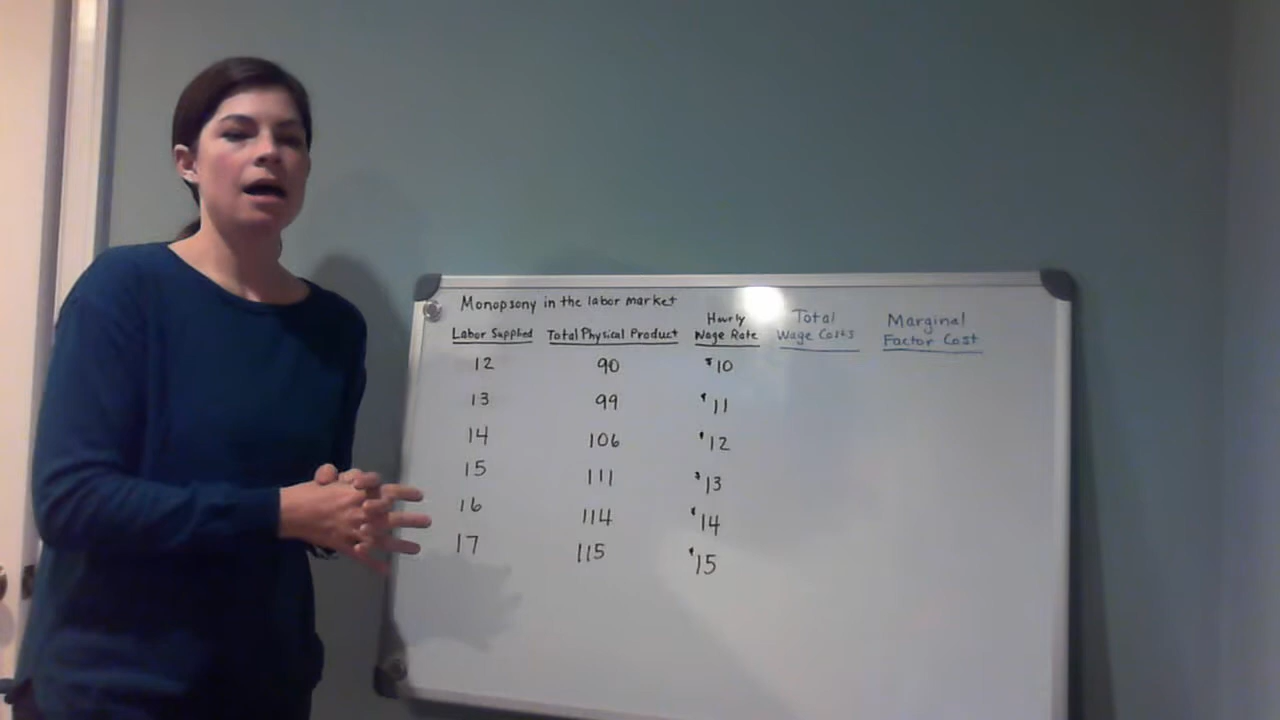 Monopsony in the labor market
Labor Supplied Total Physical Product Hourly Wage Rate Total Wage Costs Marginal Factor Cost
12 90 $10
13 99 $11
14 106 $12
15 111 $13
16 114 $14
17 115 $15